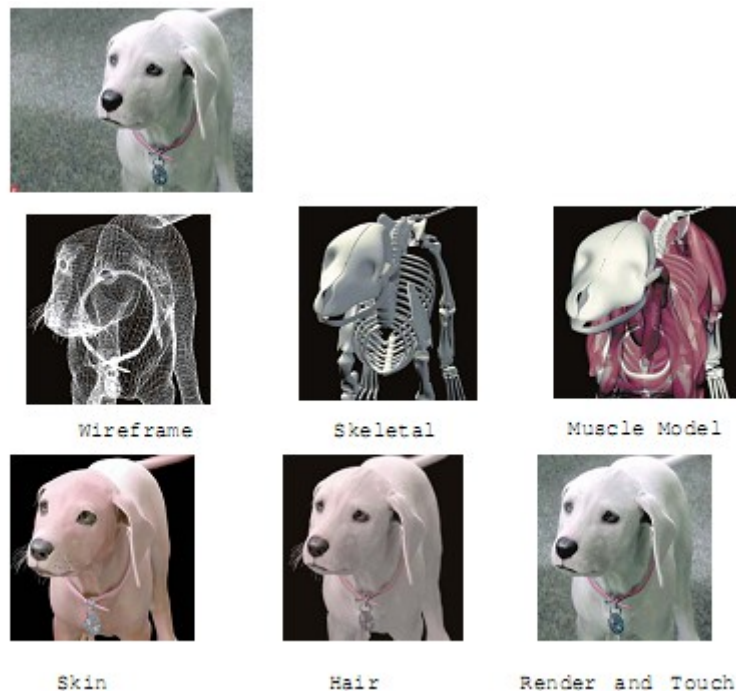 Wireframe
Skeletal
Muscle Model
Skin
Hair
Render and Touch